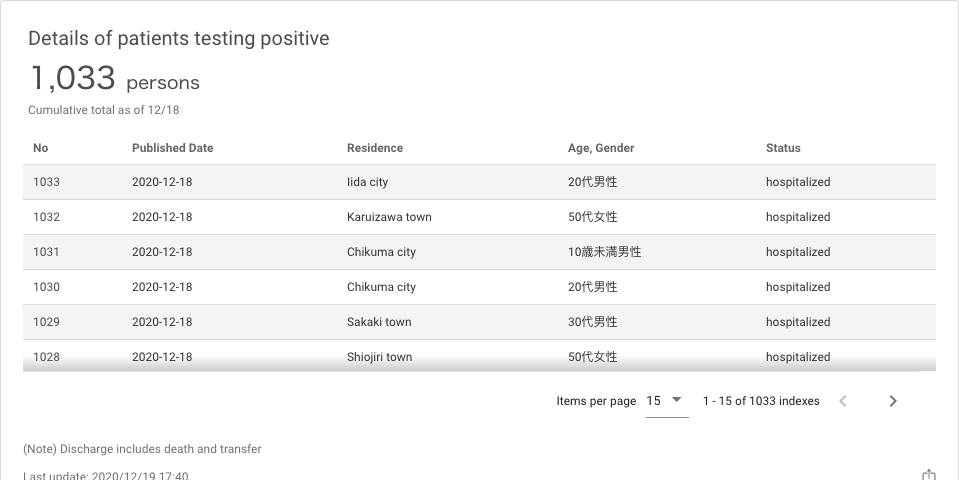 Details of patients testing positive
1,033 persons
Cumulative total as of 12/18
No Published Date Residence Age, Gender Status
1033 2020-12-18 Iida city 20代男性 hospitalized
1032 2020-12-18 Karuizawa town 50代女性 hospitalized
1031 2020-12-18 Chikuma city 10歳未満男性 hospitalized
1030 2020-12-18 Chikuma city 20代男性 hospitalized
1029 2020-12-18 Sakaki town 30代男性 hospitalized
1028 2020-12-18 Shiojiri town 50代女性 hospitalized
Items per page 15 1 - 15 of 1033 indexes
(Note) Discharge includes death and transfer
Last update: 2020/12/19 17:40